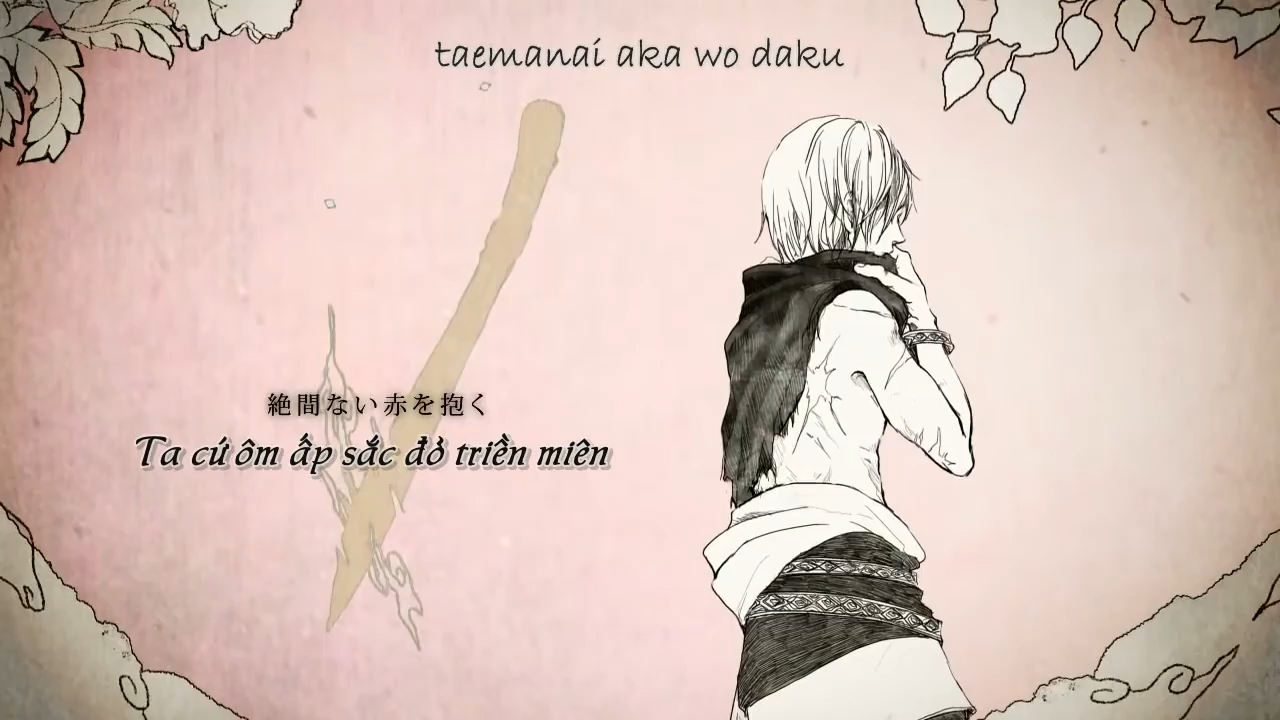 taemanai aka wo daku
絶間ない赤を抱く
Ta cứ ôm ấp sắc đỏ triền miên